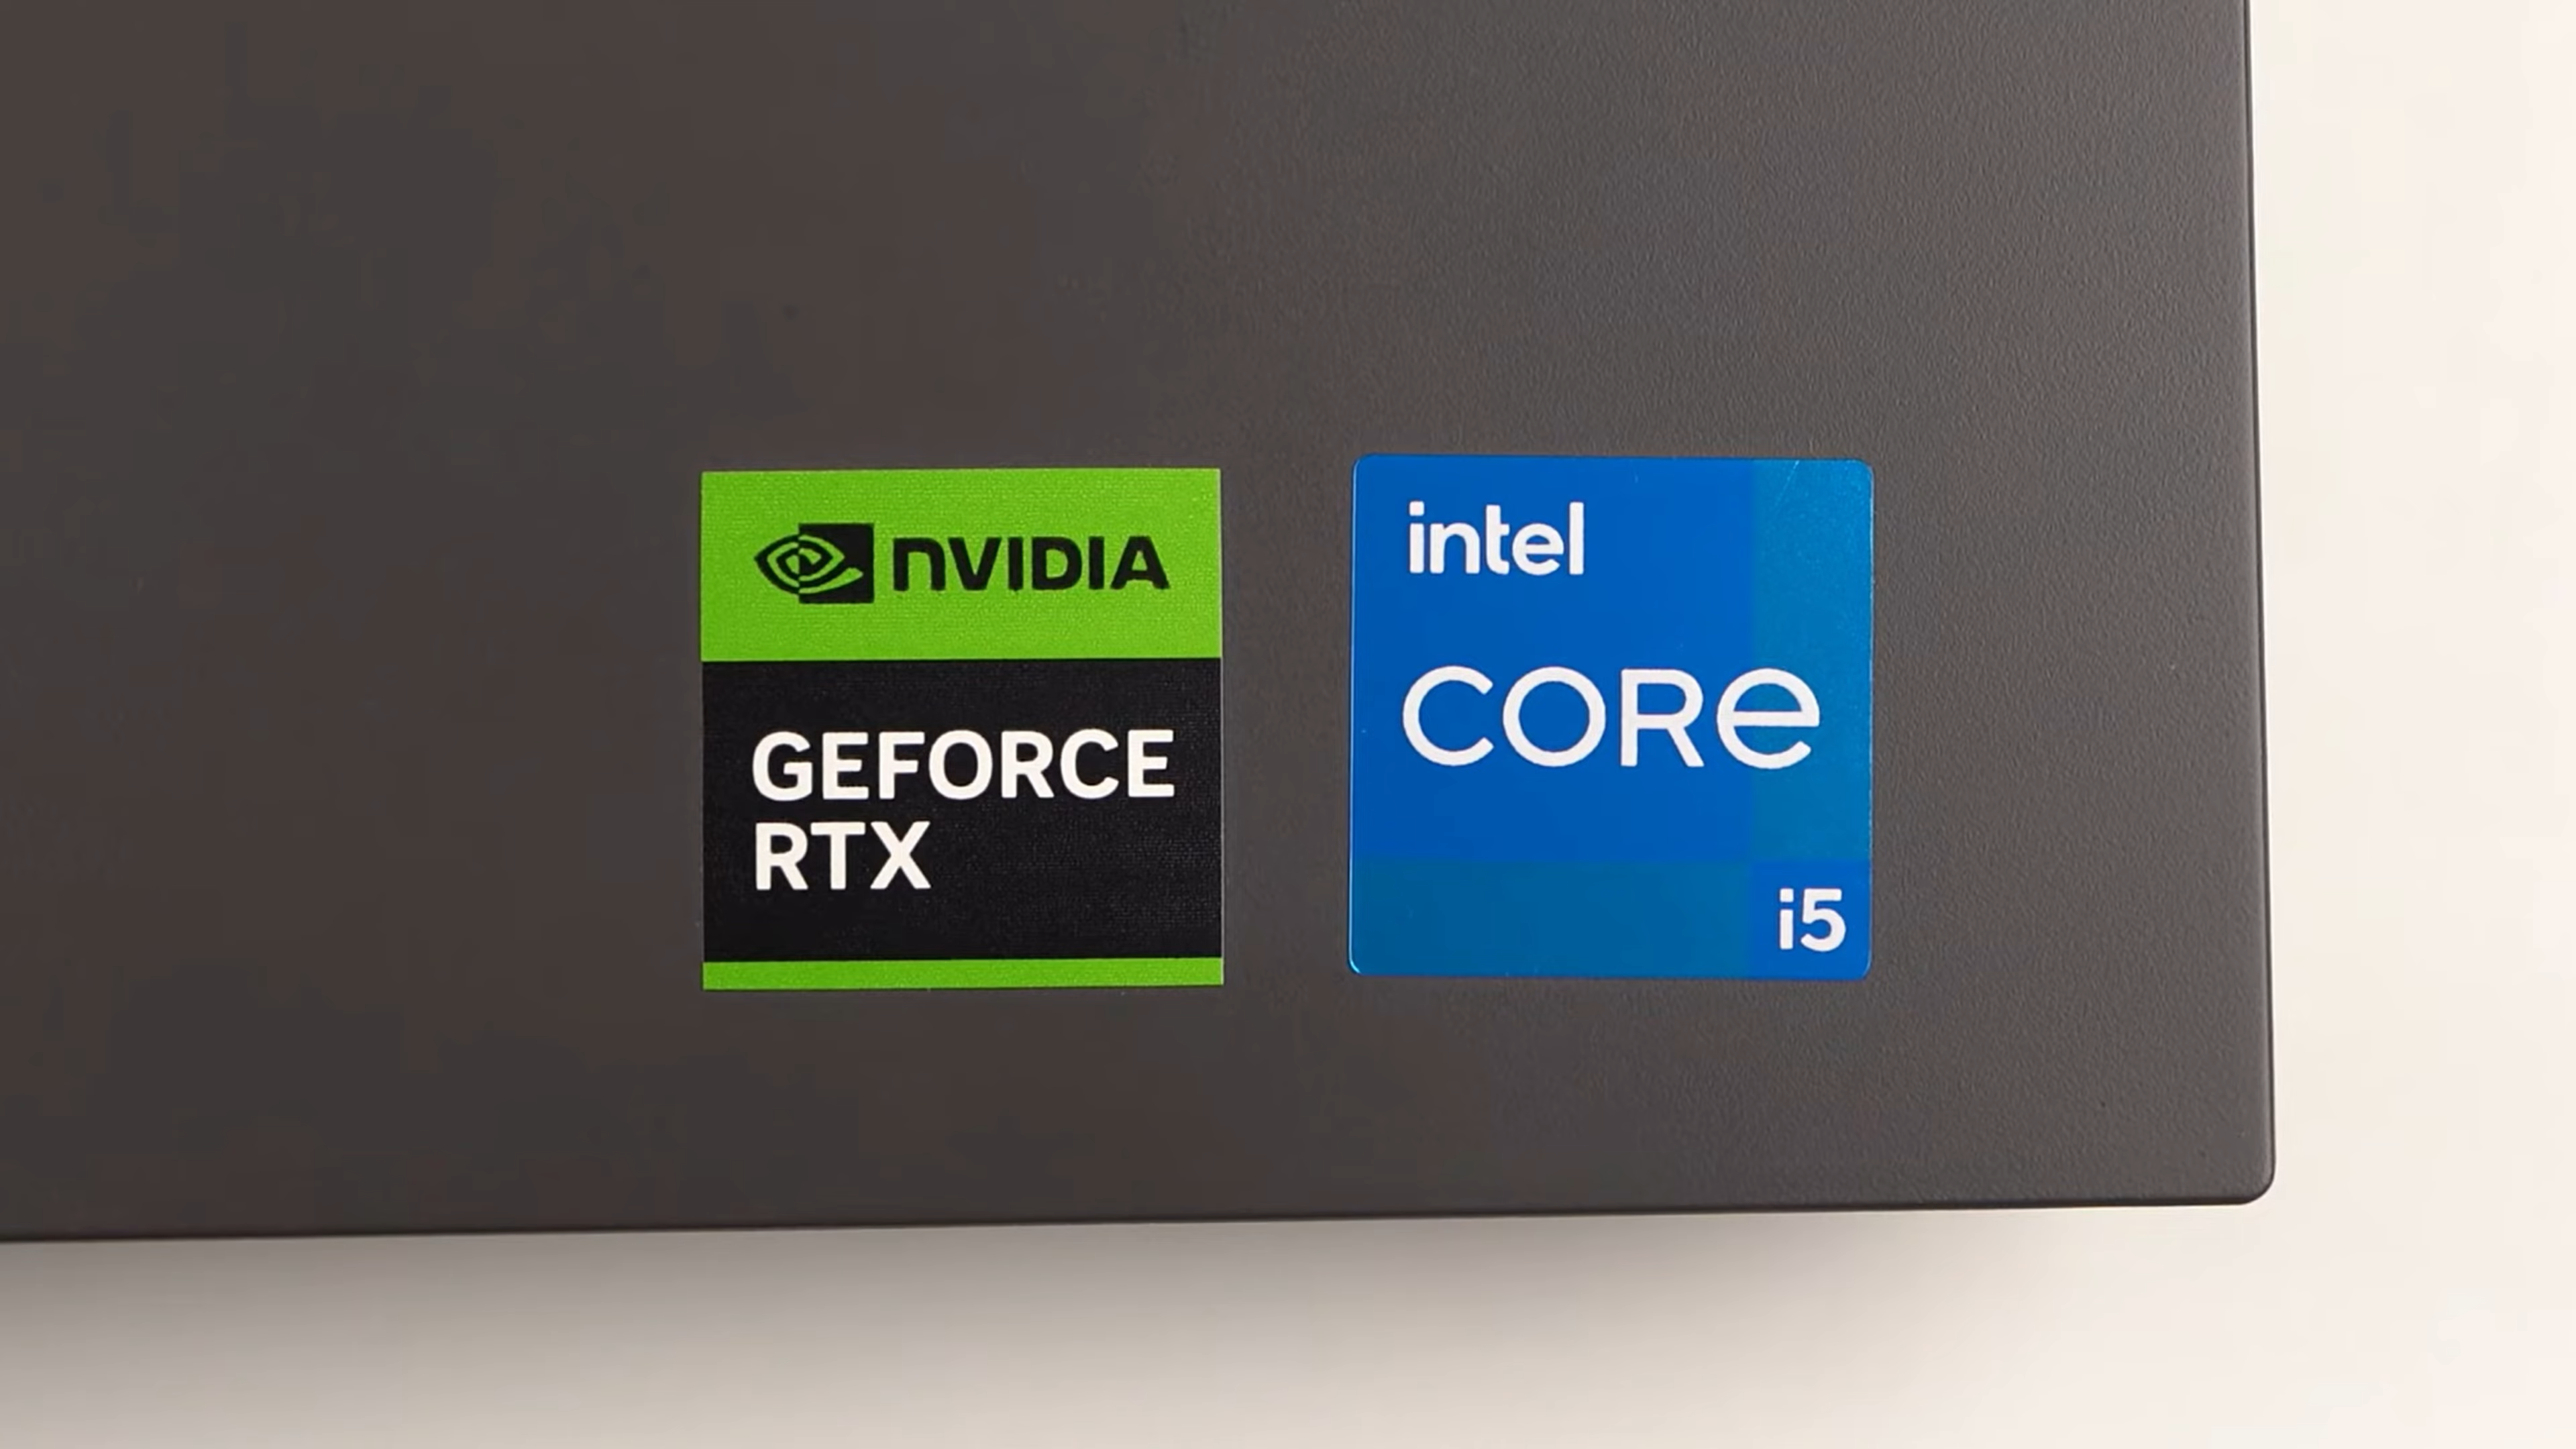 NVIDIA
GEFORCE
RTX
intel
CORE
i5